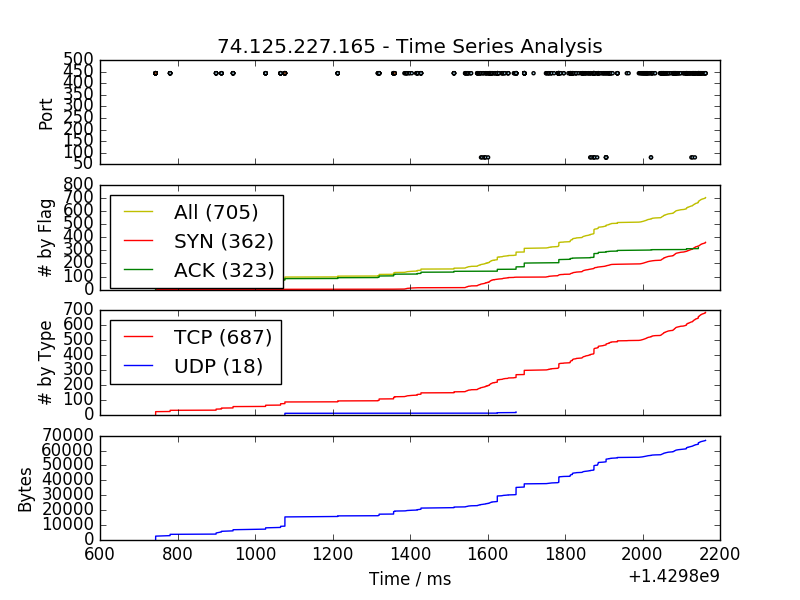 74.125.227.165 - Time Series Analysis
500
450
400
350
300
250
200
150
100
50
Port
800
700
600
500
400
300
200
100
0
# by Flag
All (705)
SYN (362)
ACK (323)
700
600
500
400
300
200
100
0
# by Type
TCP (687)
UDP (18)
70000
60000
50000
40000
30000
20000
10000
0
Bytes
600 800 1000 1200 1400 1600 1800 2000 2200
Time / ms
+1.4298e9